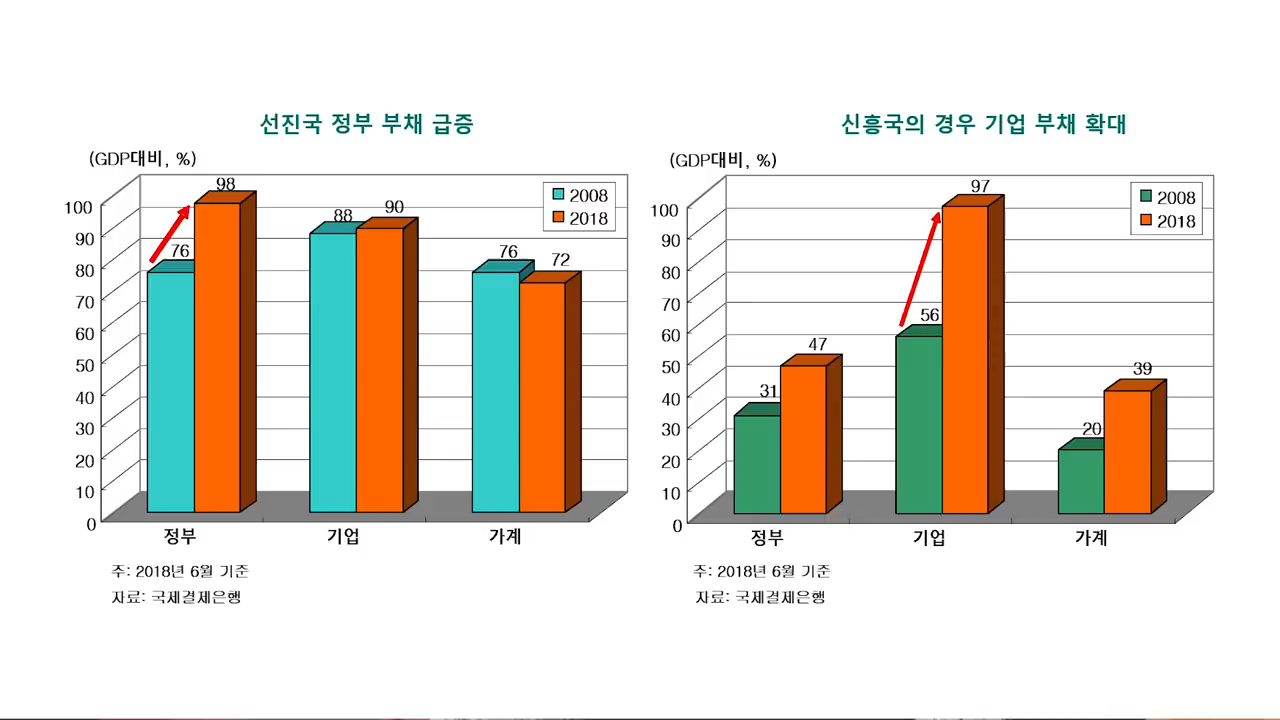 선진국 정부 부채 급증
(GDP대비, %)
2008
2018
100
90
80
70
60
50
40
30
20
10
0
76
98
88
90
76
72
정부
기업
가계
주: 2018년 6월 기준
자료: 국제결제은행
신흥국의 경우 기업 부채 확대
(GDP대비, %)
2008
2018
100
90
80
70
60
50
40
30
20
10
0
31
47
56
97
20
39
정부
기업
가계
주: 2018년 6월 기준
자료: 국제결제은행